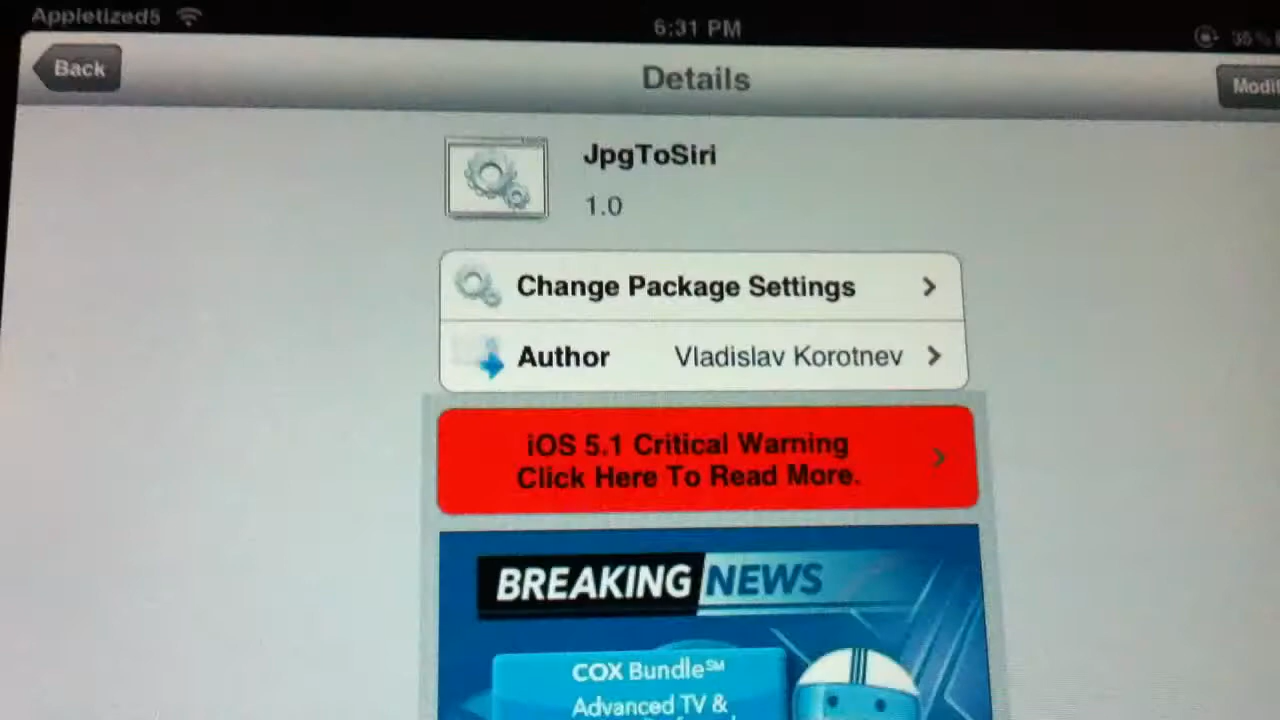 Appletized5
6:31 PM
Back
Details
JpgToSiri
1.0
Change Package Settings
Author Vladislav Korotnev
iOS 5.1 Critical Warning
Click Here To Read More.
BREAKING NEWS
COX Bundle℠
Advanced TV &